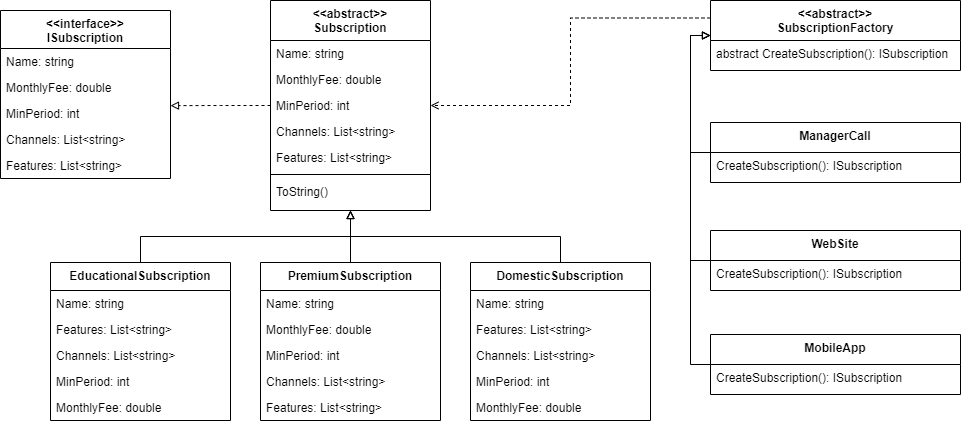 <<interface>>
ISubscription
Name: string
MonthlyFee: double
MinPeriod: int
Channels: List<string>
Features: List<string>
<<abstract>>
Subscription
Name: string
MonthlyFee: double
MinPeriod: int
Channels: List<string>
Features: List<string>
ToString()
<<abstract>>
SubscriptionFactory
abstract CreateSubscription(): ISubscription
ManagerCall
CreateSubscription(): ISubscription
WebSite
CreateSubscription(): ISubscription
MobileApp
CreateSubscription(): ISubscription
EducationalSubscription
Name: string
Features: List<string>
Channels: List<string>
MinPeriod: int
MonthlyFee: double
PremiumSubscription
Name: string
MonthlyFee: double
MinPeriod: int
Channels: List<string>
Features: List<string>
DomesticSubscription
Name: string
Features: List<string>
Channels: List<string>
MinPeriod: int
MonthlyFee: double